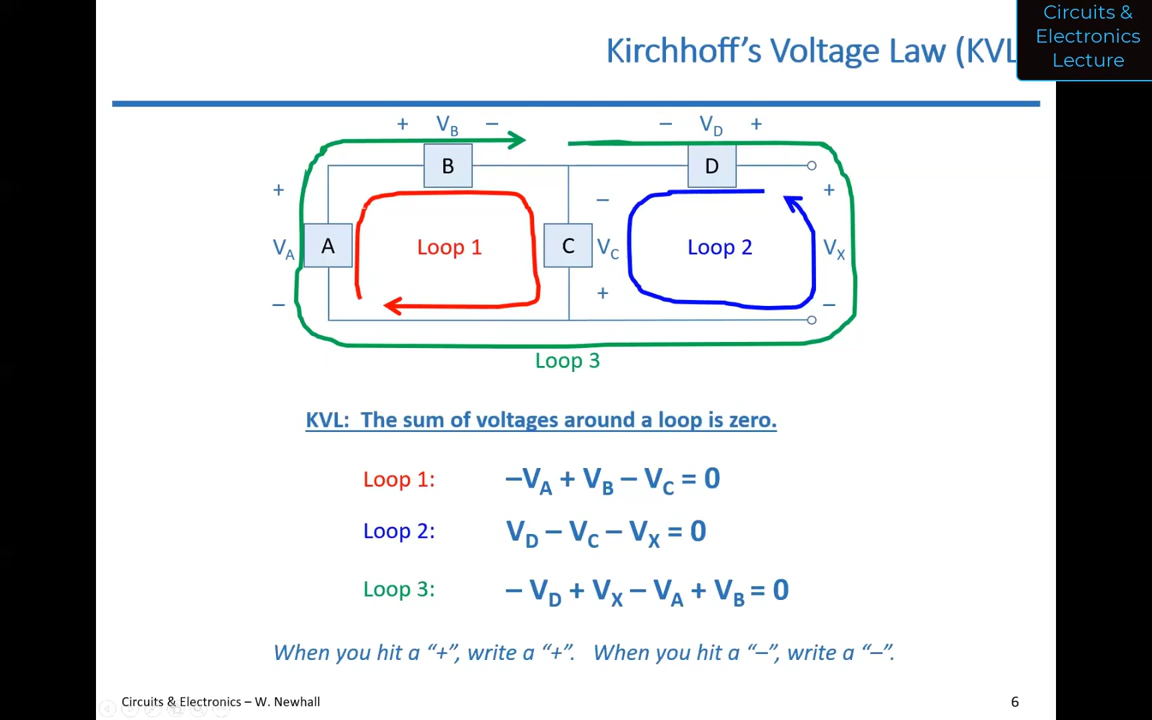 Circuits &
Electronics
Lecture
Kirchhoff's Voltage Law (KVL
+ V_B − − V_D +
B D
+ − +
V_A A Loop 1 C V_C Loop 2 V_X
− + −
Loop 3
KVL: The sum of voltages around a loop is zero.
Loop 1: –V_A + V_B – V_C = 0
Loop 2: V_D – V_C – V_X = 0
Loop 3: – V_D + V_X – V_A + V_B = 0
When you hit a “+”, write a “+”. When you hit a “–”, write a “–”.
Circuits & Electronics – W. Newhall 6